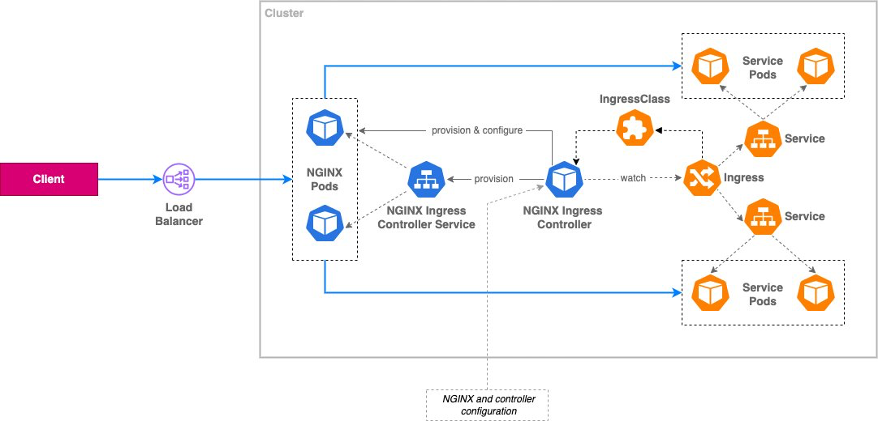 Cluster
Service
Pods
IngressClass
provision & configure
Service
NGINX
Pods
Client
provision
watch
Ingress
Load
Balancer
NGINX Ingress
Controller Service
NGINX Ingress
Controller
Service
Service
Pods
NGINX and controller
configuration